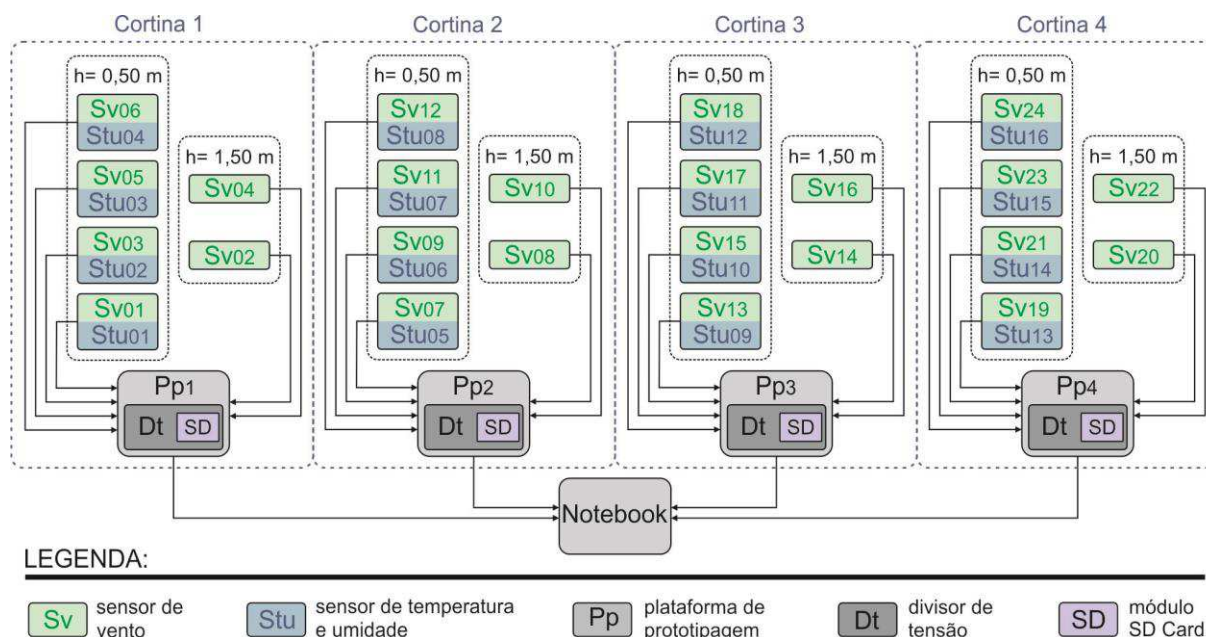 Cortina 1
h= 0,50 m
Sv06
Stu04
Sv05
Stu03
Sv03
Stu02
Sv01
Stu01
h= 1,50 m
Sv04
Sv02
Pp1
Dt
SD
Cortina 2
h= 0,50 m
Sv12
Stu08
Sv11
Stu07
Sv09
Stu06
Sv07
Stu05
h= 1,50 m
Sv10
Sv08
Pp2
Dt
SD
Cortina 3
h= 0,50 m
Sv18
Stu12
Sv17
Stu11
Sv15
Stu10
Sv13
Stu09
h= 1,50 m
Sv16
Sv14
Pp3
Dt
SD
Cortina 4
h= 0,50 m
Sv24
Stu16
Sv23
Stu15
Sv21
Stu14
Sv19
Stu13
h= 1,50 m
Sv22
Sv20
Pp4
Dt
SD
Notebook
LEGENDA:
Sv
sensor de
vento
Stu
sensor de temperatura
e umidade
Pp
plataforma de
prototipagem
Dt
divisor de
tensão
SD
módulo
SD Card